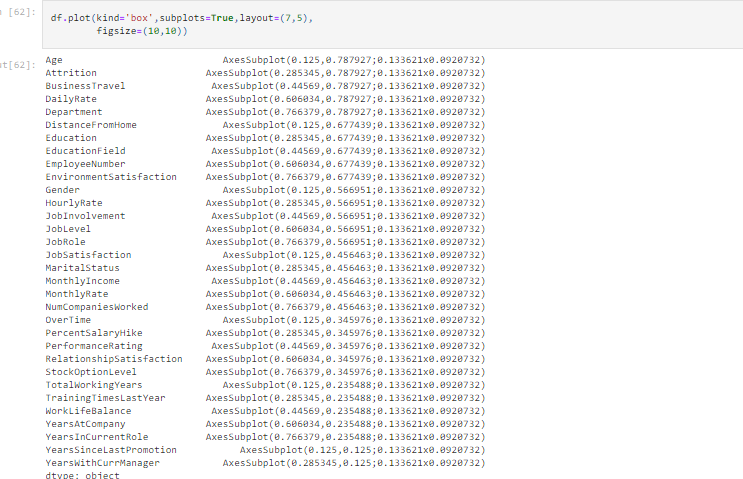 [62]:
df.plot(kind='box',subplots=True,layout=(7,5),
figsize=(10,10))
t[62]:
Age AxesSubplot(0.125,0.787927;0.133621x0.0920732)
Attrition AxesSubplot(0.285345,0.787927;0.133621x0.0920732)
BusinessTravel AxesSubplot(0.44569,0.787927;0.133621x0.0920732)
DailyRate AxesSubplot(0.606034,0.787927;0.133621x0.0920732)
Department AxesSubplot(0.766379,0.787927;0.133621x0.0920732)
DistanceFromHome AxesSubplot(0.125,0.677439;0.133621x0.0920732)
Education AxesSubplot(0.285345,0.677439;0.133621x0.0920732)
EducationField AxesSubplot(0.44569,0.677439;0.133621x0.0920732)
EmployeeNumber AxesSubplot(0.606034,0.677439;0.133621x0.0920732)
EnvironmentSatisfaction AxesSubplot(0.766379,0.677439;0.133621x0.0920732)
Gender AxesSubplot(0.125,0.566951;0.133621x0.0920732)
HourlyRate AxesSubplot(0.285345,0.566951;0.133621x0.0920732)
JobInvolvement AxesSubplot(0.44569,0.566951;0.133621x0.0920732)
JobLevel AxesSubplot(0.606034,0.566951;0.133621x0.0920732)
JobRole AxesSubplot(0.766379,0.566951;0.133621x0.0920732)
JobSatisfaction AxesSubplot(0.125,0.456463;0.133621x0.0920732)
MaritalStatus AxesSubplot(0.285345,0.456463;0.133621x0.0920732)
MonthlyIncome AxesSubplot(0.44569,0.456463;0.133621x0.0920732)
MonthlyRate AxesSubplot(0.606034,0.456463;0.133621x0.0920732)
NumCompaniesWorked AxesSubplot(0.766379,0.456463;0.133621x0.0920732)
OverTime AxesSubplot(0.125,0.345976;0.133621x0.0920732)
PercentSalaryHike AxesSubplot(0.285345,0.345976;0.133621x0.0920732)
PerformanceRating AxesSubplot(0.44569,0.345976;0.133621x0.0920732)
RelationshipSatisfaction AxesSubplot(0.606034,0.345976;0.133621x0.0920732)
StockOptionLevel AxesSubplot(0.766379,0.345976;0.133621x0.0920732)
TotalWorkingYears AxesSubplot(0.125,0.235488;0.133621x0.0920732)
TrainingTimesLastYear AxesSubplot(0.285345,0.235488;0.133621x0.0920732)
WorkLifeBalance AxesSubplot(0.44569,0.235488;0.133621x0.0920732)
YearsAtCompany AxesSubplot(0.606034,0.235488;0.133621x0.0920732)
YearsInCurrentRole AxesSubplot(0.766379,0.235488;0.133621x0.0920732)
YearsSinceLastPromotion AxesSubplot(0.125,0.125;0.133621x0.0920732)
YearsWithCurrManager AxesSubplot(0.285345,0.125;0.133621x0.0920732)
dtype: object